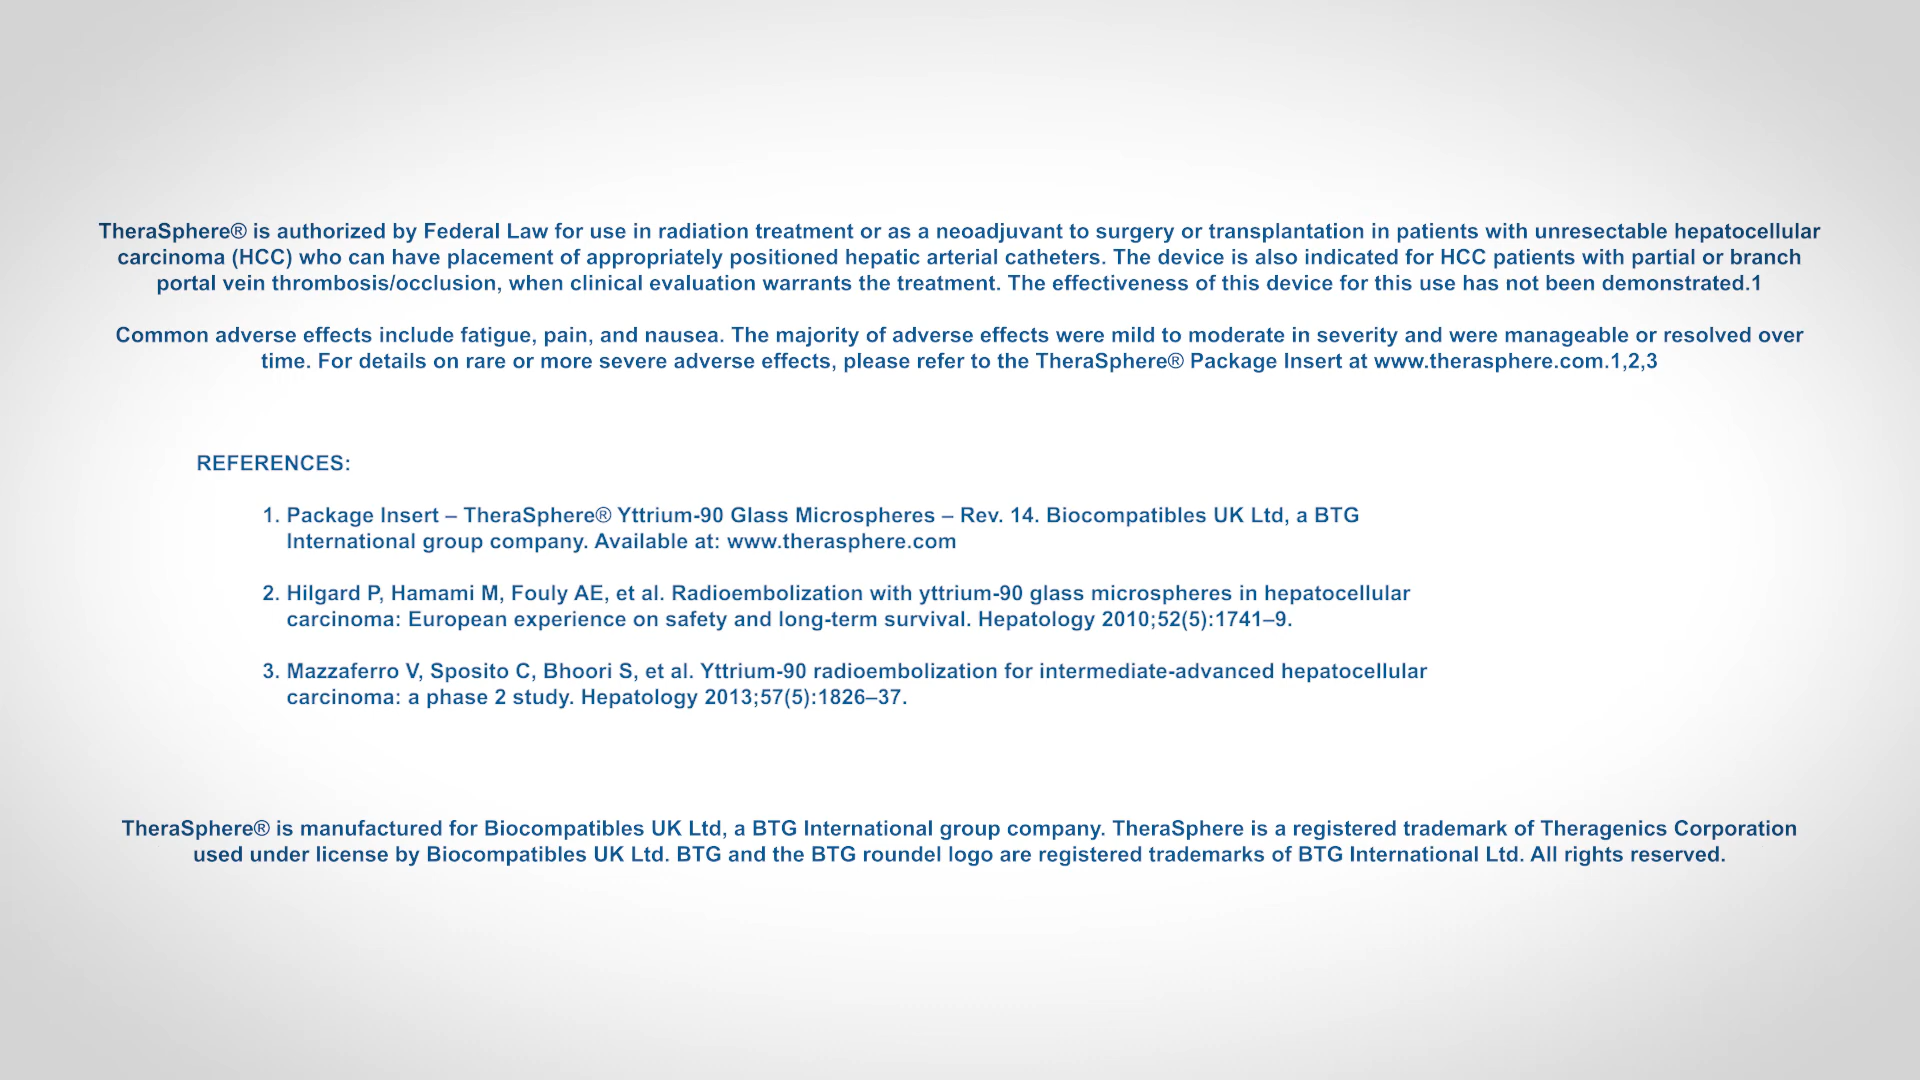 TheraSphere® is authorized by Federal Law for use in radiation treatment or as a neoadjuvant to surgery or transplantation in patients with unresectable hepatocellular
carcinoma (HCC) who can have placement of appropriately positioned hepatic arterial catheters. The device is also indicated for HCC patients with partial or branch
portal vein thrombosis/occlusion, when clinical evaluation warrants the treatment. The effectiveness of this device for this use has not been demonstrated.1
Common adverse effects include fatigue, pain, and nausea. The majority of adverse effects were mild to moderate in severity and were manageable or resolved over
time. For details on rare or more severe adverse effects, please refer to the TheraSphere® Package Insert at www.therasphere.com.1,2,3
REFERENCES:
1. Package Insert – TheraSphere® Yttrium-90 Glass Microspheres – Rev. 14. Biocompatibles UK Ltd, a BTG
International group company. Available at: www.therasphere.com
2. Hilgard P, Hamami M, Fouly AE, et al. Radioembolization with yttrium-90 glass microspheres in hepatocellular
carcinoma: European experience on safety and long-term survival. Hepatology 2010;52(5):1741–9.
3. Mazzaferro V, Sposito C, Bhoori S, et al. Yttrium-90 radioembolization for intermediate-advanced hepatocellular
carcinoma: a phase 2 study. Hepatology 2013;57(5):1826–37.
TheraSphere® is manufactured for Biocompatibles UK Ltd, a BTG International group company. TheraSphere is a registered trademark of Theragenics Corporation
used under license by Biocompatibles UK Ltd. BTG and the BTG roundel logo are registered trademarks of BTG International Ltd. All rights reserved.